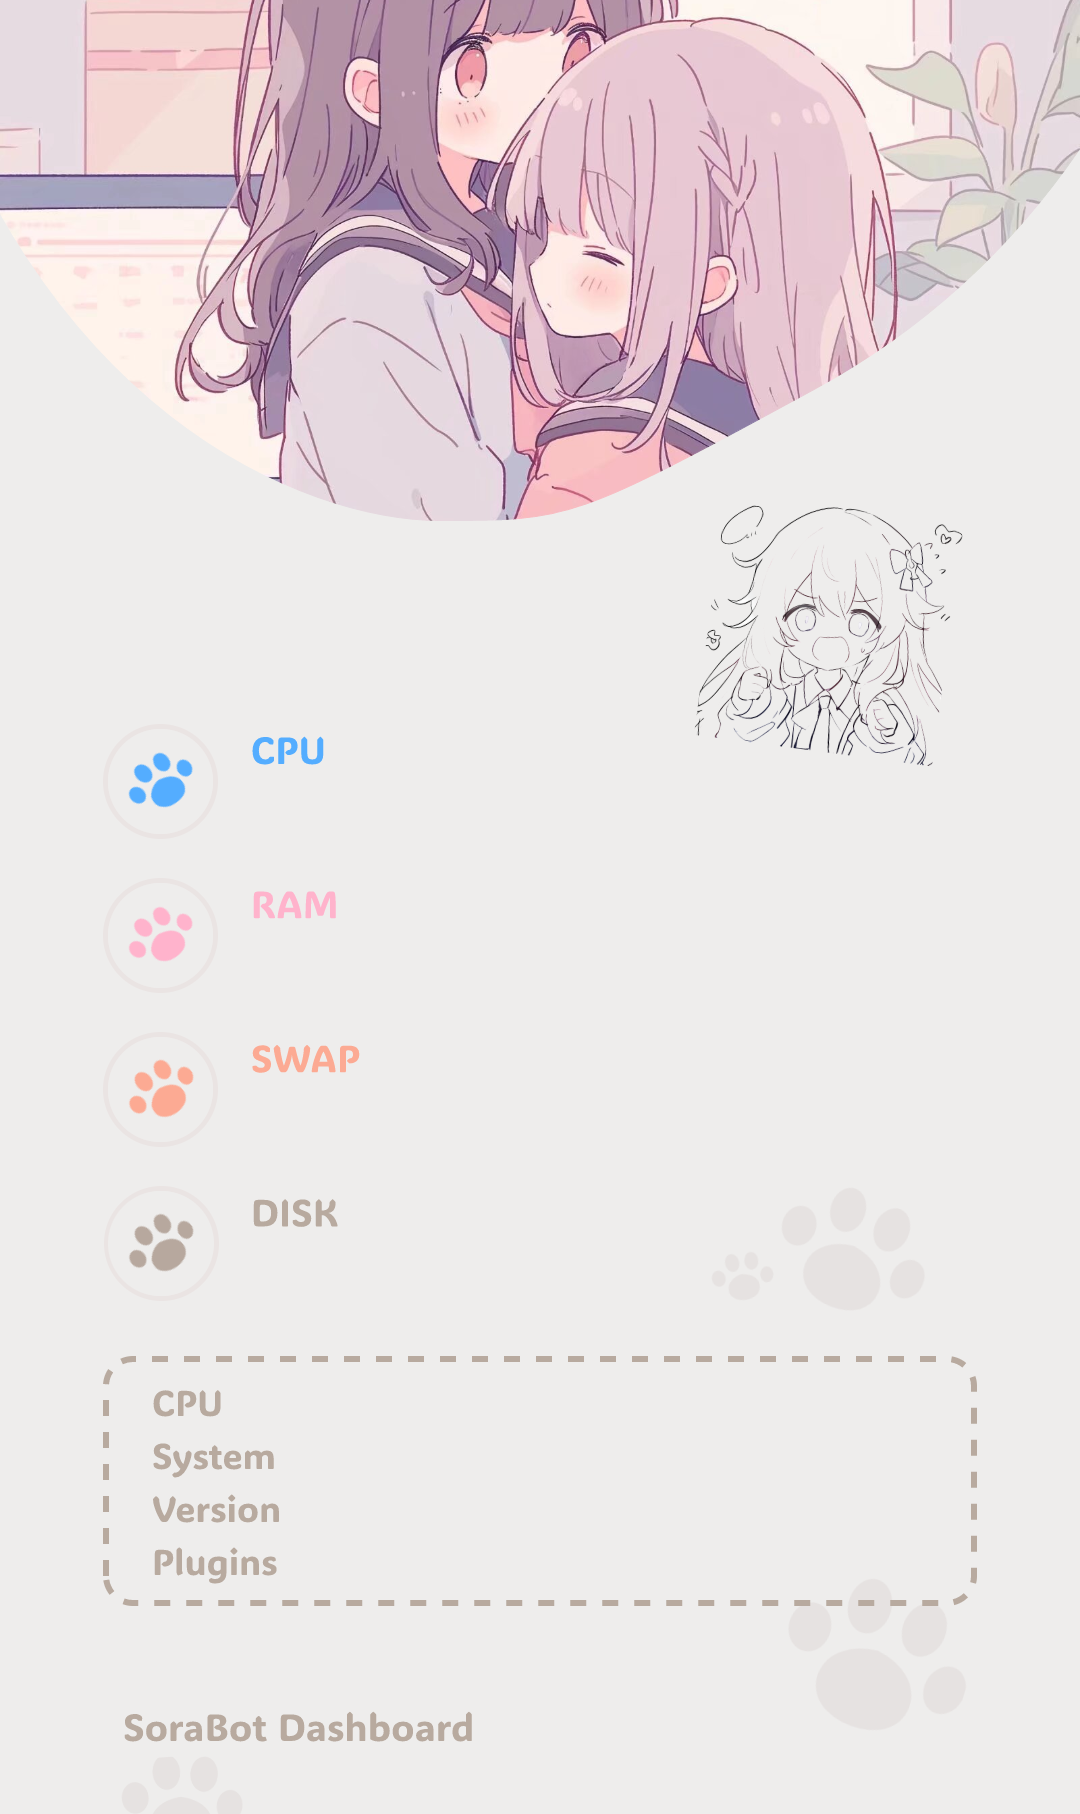 CPU
RAM
SWAP
DISK
CPU
System
Version
Plugins
SoraBot Dashboard